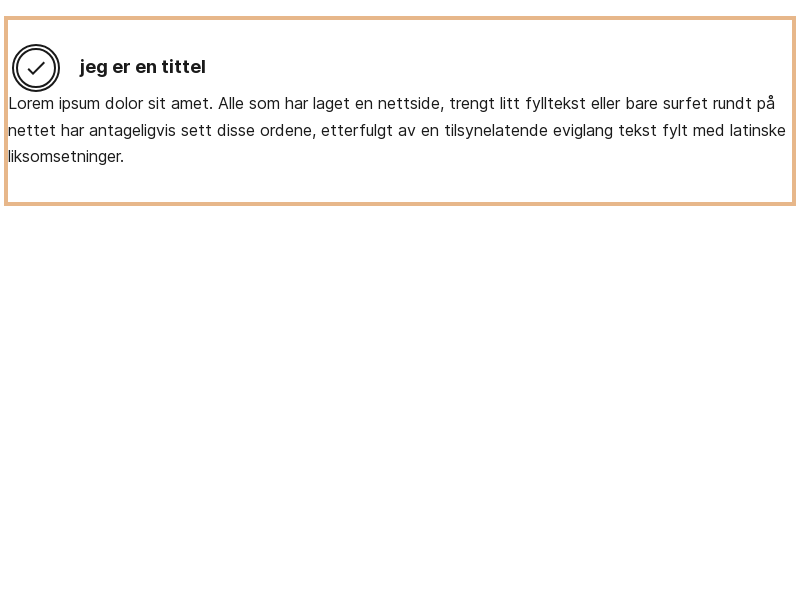 jeg er en tittel
Lorem ipsum dolor sit amet. Alle som har laget en nettside, trengt litt fylltekst eller bare surfet rundt på
nettet har antageligvis sett disse ordene, etterfulgt av en tilsynelatende eviglang tekst fylt med latinske
liksomsetninger.